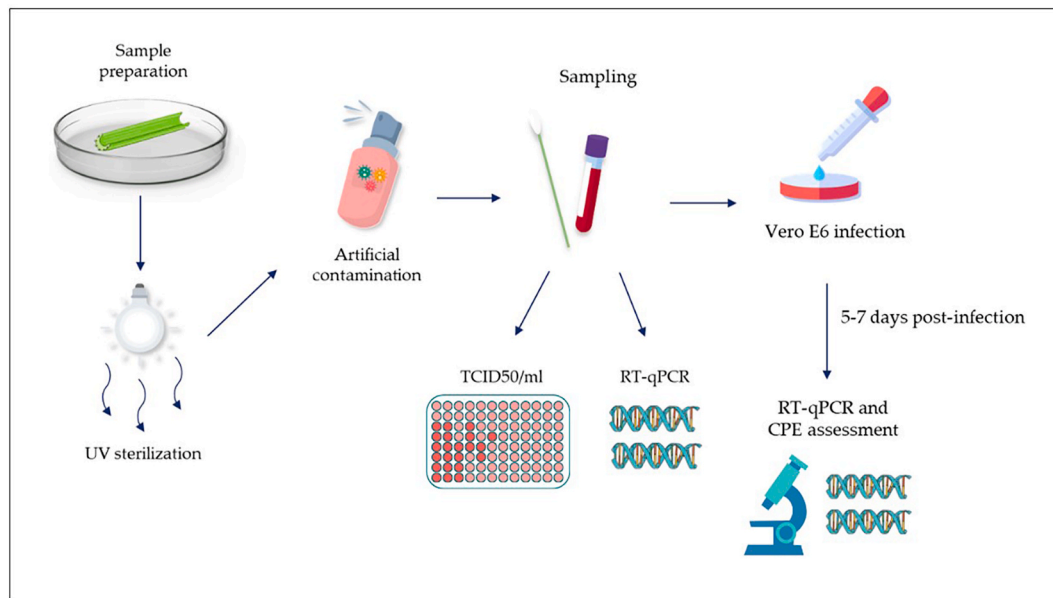 Sample
preparation
UV sterilization
Artificial
contamination
Sampling
TCID50/ml
RT-qPCR
Vero E6 infection
5-7 days post-infection
RT-qPCR and
CPE assessment